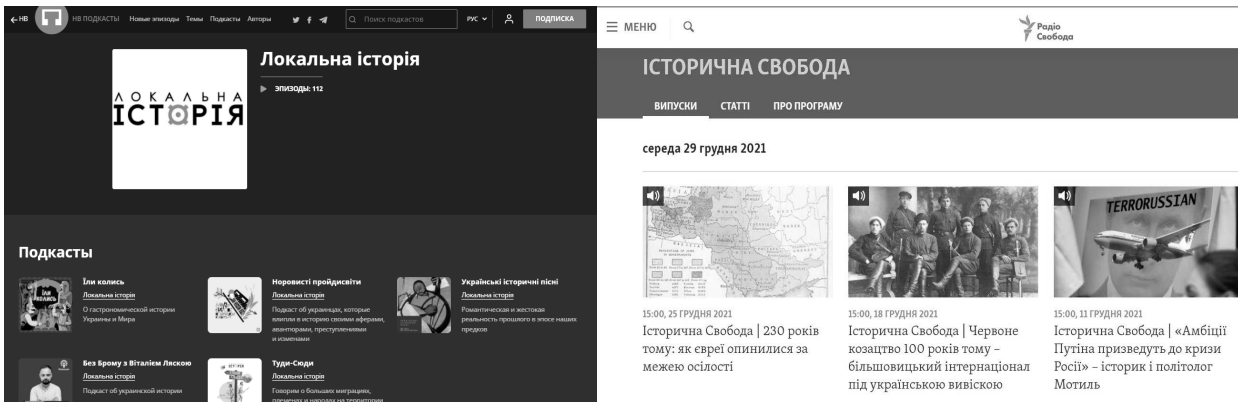 НВ
НВ ПОДКАСТЫ
Новые эпизоды Темы Подкасты Авторы
Поиск подкастов
РУС
ПОДПИСКА
ЛОКАЛЬНА
ІСТОРІЯ
Локальна історія
ЭПИЗОДЫ: 112
Подкасты
Їли колись
Локальна історія
О гастрономической истории
Украины и Мира
Норовисті пройдисвіти
Локальна історія
Подкаст об украинцах, которые
влипли в историю своими аферами,
авантюрами, преступлениями
и изменами
Українські історичні пісні
Локальна історія
Романтическая и жестокая
реальность прошлого в эпосе наших
предков
Без Брому з Віталієм Ляскою
Локальна історія
Подкаст об украинской истории
Туди-Сюди
Локальна історія
Говорим о больших миграциях,
племенах и народах на территории
МЕНЮ
Радіо
Свобода
ІСТОРИЧНА СВОБОДА
ВИПУСКИ СТАТТІ ПРО ПРОГРАМУ
середа 29 грудня 2021
15:00, 25 ГРУДНЯ 2021
Історична Свобода | 230 років
тому: як євреї опинилися за
межею осілості
15:00, 18 ГРУДНЯ 2021
Історична Свобода | Червоне
козацтво 100 років тому –
більшовицький інтернаціонал
під українською вивіскою
TERRORUSSIAN
15:00, 11 ГРУДНЯ 2021
Історична Свобода | «Амбіції
Путіна призведуть до кризи
Росії» – історик і політолог
Мотиль